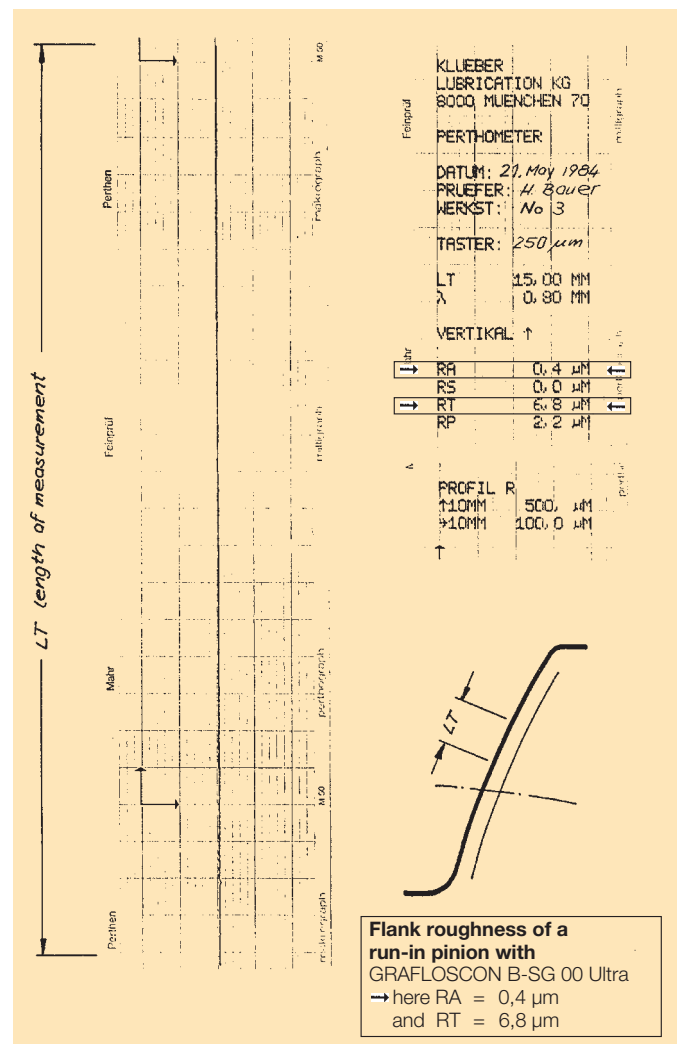 LT length of measurement
M 50
Perthen
makrograph
Feinprüf
Mahr
perthograph
M 50
Perthen
makrograph
KLUEBER
LUBRICATION KG
8000 MUENCHEN 70
Feinprüf
PERTHOMETER
DATUM: 21. May 1984
PRUEFER: H. Bauer
WERKST: No 3
TASTER: 250 µm
LT 15,00 MM
λ 0,80 MM
VERTIKAL ↑
→ RA 0,4 µM ←
RS 0,0 µM
→ RT 6,8 µM ←
RP 2,2 µM
PROFIL R
↑10MM 500, µM
→10MM 100,0 µM
LT
Flank roughness of a
run-in pinion with
GRAFLOSCON B-SG 00 Ultra
→ here RA = 0,4 µm
and RT = 6,8 µm